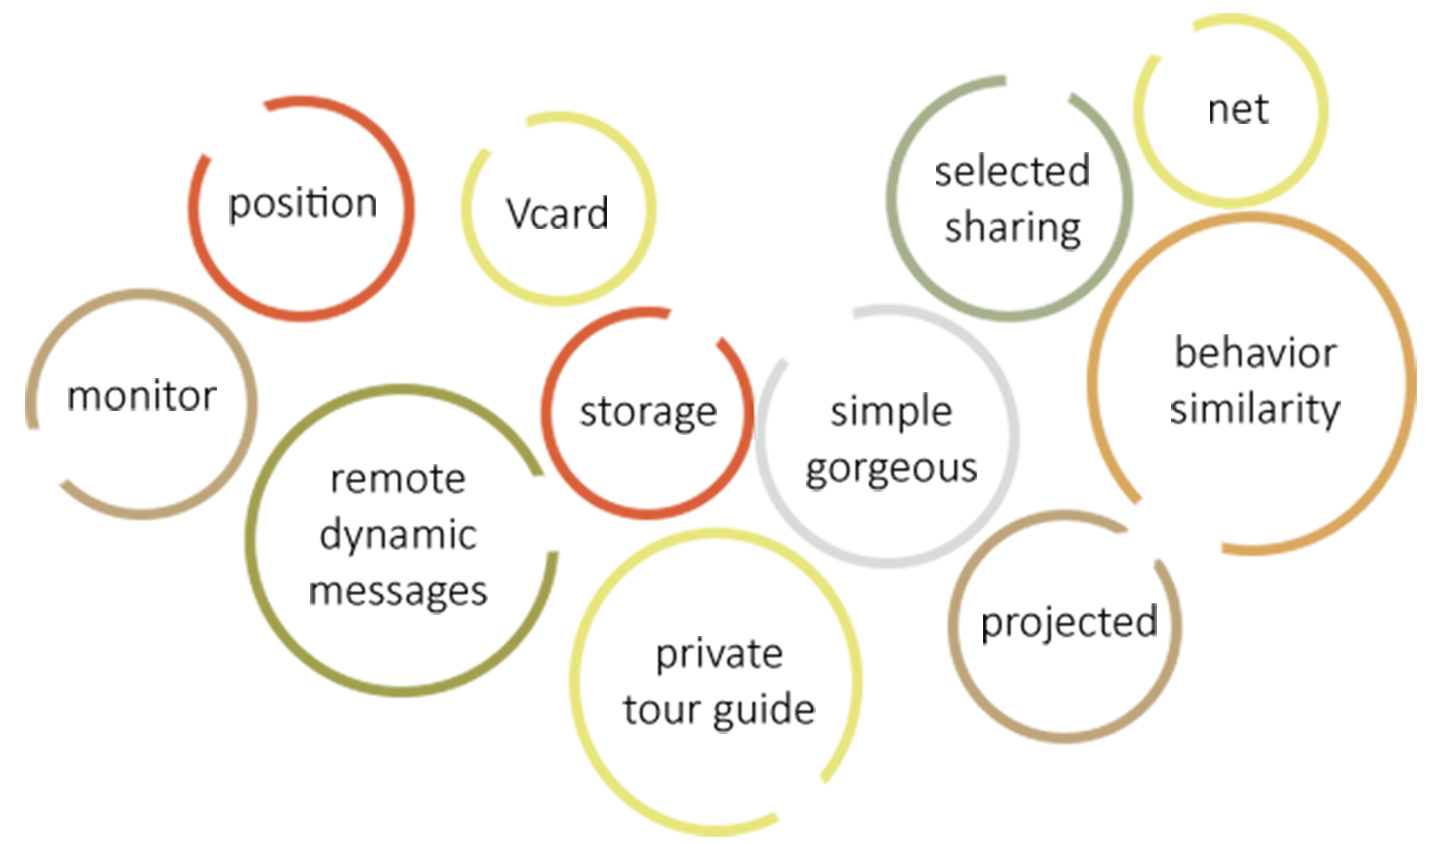 net
selected
sharing
position
Vcard
behavior
similarity
monitor
storage
simple
gorgeous
remote
dynamic
messages
projected
private
tour guide